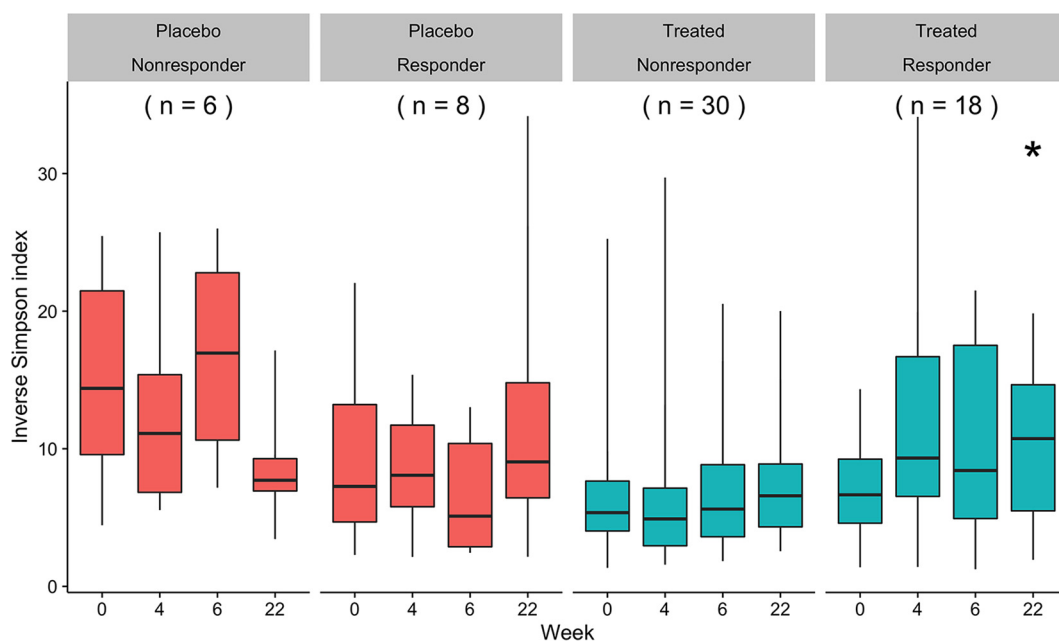 Placebo
Nonresponder
Placebo
Responder
Treated
Nonresponder
Treated
Responder
( n = 6 )
( n = 8 )
( n = 30 )
( n = 18 )
*
Inverse Simpson index
30
20
10
0
0 4 6 22
0 4 6 22
0 4 6 22
0 4 6 22
Week